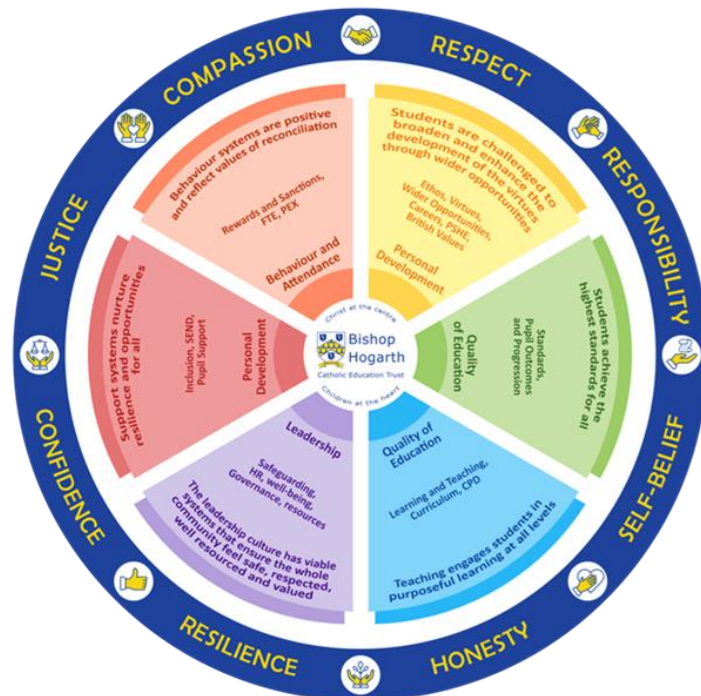 COMPASSION
RESPECT
RESPONSIBILITY
SELF-BELIEF
HONESTY
RESILIENCE
CONFIDENCE
JUSTICE
Behaviour systems are positive
and reflect values of reconciliation
Rewards and Sanctions,
FTE, PEX
Behaviour and
Attendance
Students are challenged to
broaden and enhance the
development of the virtues
through wider opportunities
Ethos, Virtues,
Wider Opportunities,
Careers, PSHE,
British Values
Personal
Development
Students achieve the
highest standards for all
Standards,
Pupil Outcomes
and Progression
Quality
of Education
Teaching engages students in
purposeful learning at all levels
Learning and Teaching,
Curriculum, CPD
Quality of
Education
Leadership
Safeguarding,
HR, well-being,
Governance, resources
The leadership culture has viable
systems that ensure the whole
community feel safe, respected,
well resourced and valued
Support systems nurture
resilience and opportunities
for all
Inclusion, SEND,
Pupil Support
Personal
Development
Christ at the centre
Bishop
Hogarth
Catholic Education Trust
Children at the heart